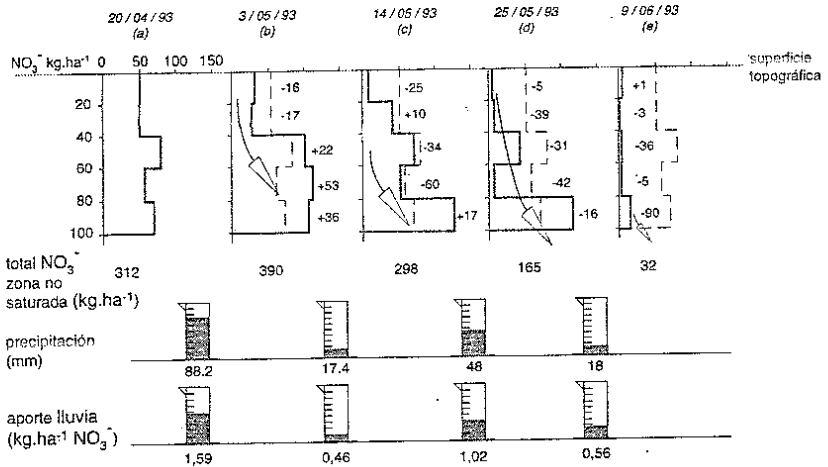 20 / 04 / 93 3 / 05 / 93 14 / 05 / 93 25 / 05 / 93 9 / 06 / 93
(a) (b) (c) (d) (e)
NO₃⁻ kg.ha⁻¹ 0 50 100 150
superficie
topográfica
-16 -25 -5 +1
20
-17 +10 -39 -3
40
+22 -34 -31 -36
60
+53 -60 -42 -5
80
+36 +17 -16 -90
100
total NO₃⁻
zona no
saturada (kg.ha⁻¹)
312 390 298 165 32
precipitación
(mm)
88.2 17.4 48 18
aporte lluvia
(kg.ha⁻¹ NO₃⁻)
1,59 0,46 1,02 0,56